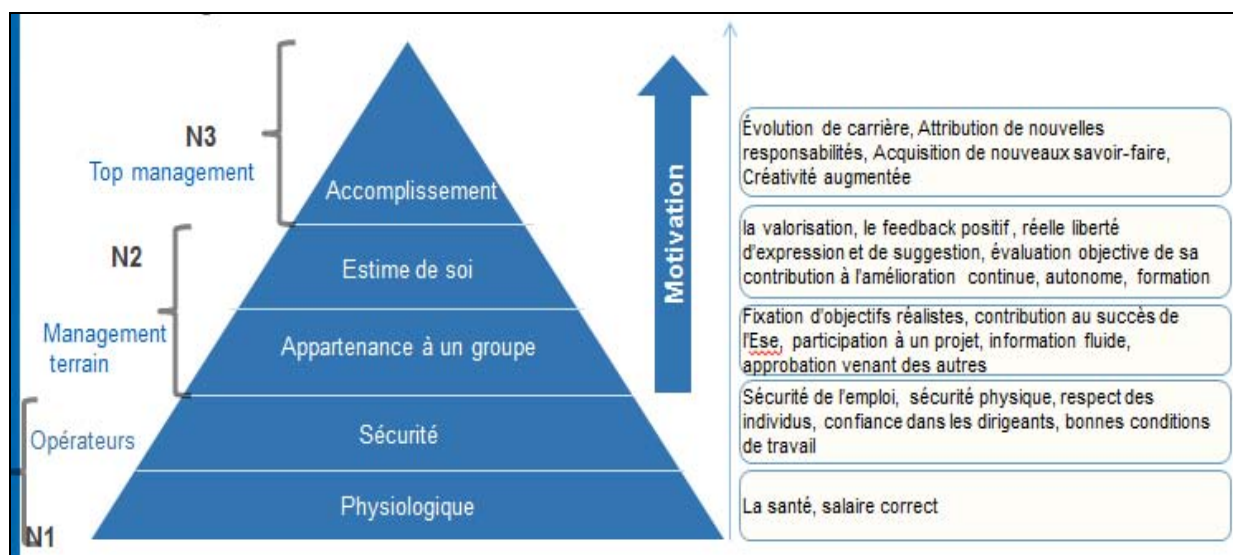 N3
Top management
N2
Management
terrain
Opérateurs
N1
Accomplissement
Estime de soi
Appartenance à un groupe
Sécurité
Physiologique
Motivation
Évolution de carrière, Attribution de nouvelles
responsabilités, Acquisition de nouveaux savoir-faire,
Créativité augmentée
la valorisation, le feedback positif , réelle liberté
d'expression et de suggestion, évaluation objective de sa
contribution à l'amélioration continue, autonome, formation
Fixation d'objectifs réalistes, contribution au succès de
l'Ese, participation à un projet, information fluide,
approbation venant des autres
Sécurité de l'emploi, sécurité physique, respect des
individus, confiance dans les dirigeants, bonnes conditions
de travail
La santé, salaire correct